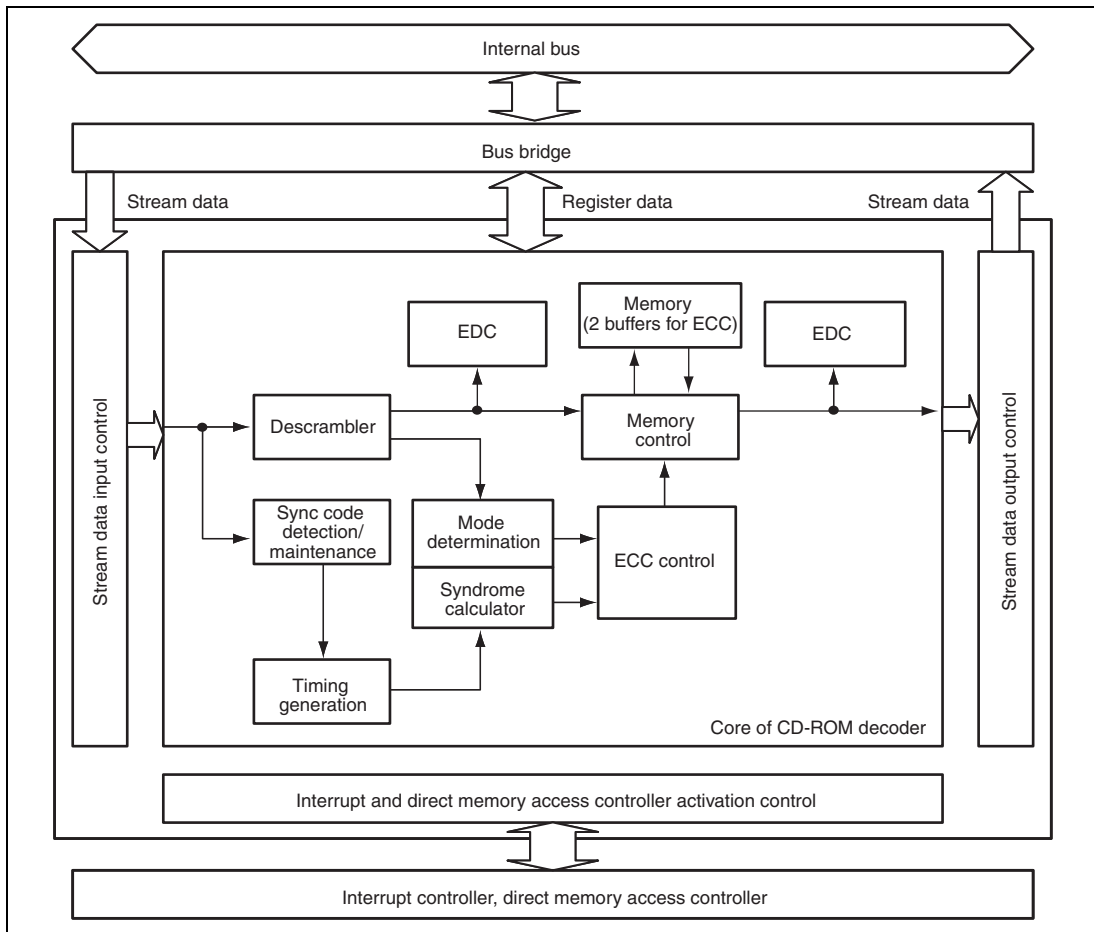 Internal bus
Bus bridge
Stream data
Register data
Stream data
Stream data input control
EDC
Memory
(2 buffers for ECC)
EDC
Descrambler
Memory
control
Stream data output control
Sync code
detection/
maintenance
Mode
determination
ECC control
Syndrome
calculator
Timing
generation
Core of CD-ROM decoder
Interrupt and direct memory access controller activation control
Interrupt controller, direct memory access controller